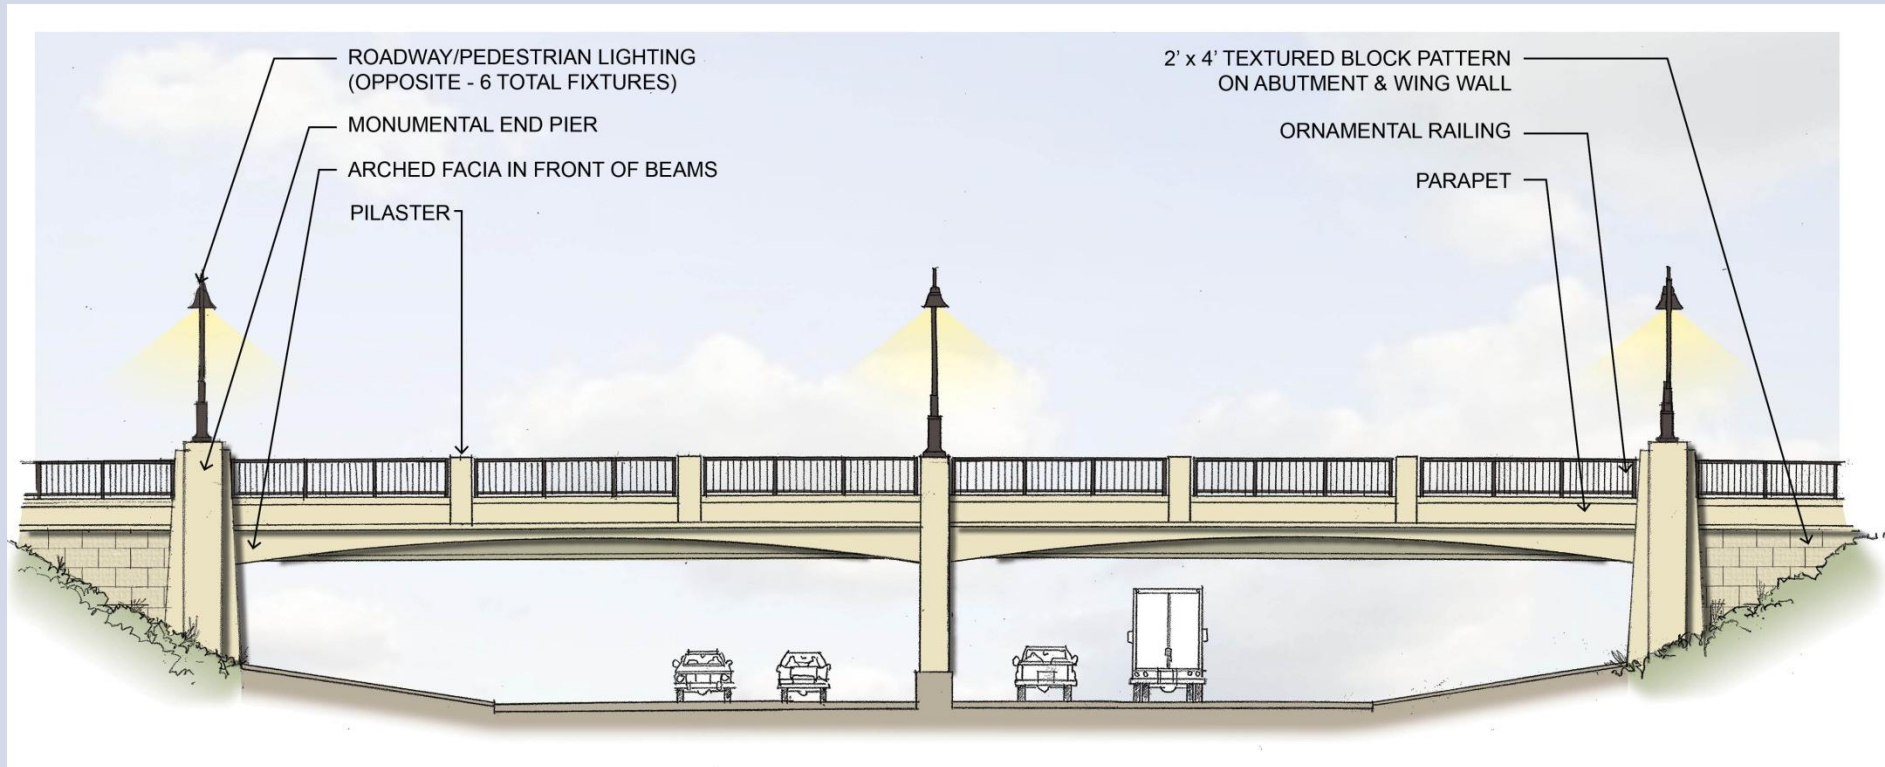 ROADWAY/PEDESTRIAN LIGHTING
(OPPOSITE - 6 TOTAL FIXTURES)
MONUMENTAL END PIER
ARCHED FACIA IN FRONT OF BEAMS
PILASTER
2' x 4' TEXTURED BLOCK PATTERN
ON ABUTMENT & WING WALL
ORNAMENTAL RAILING
PARAPET